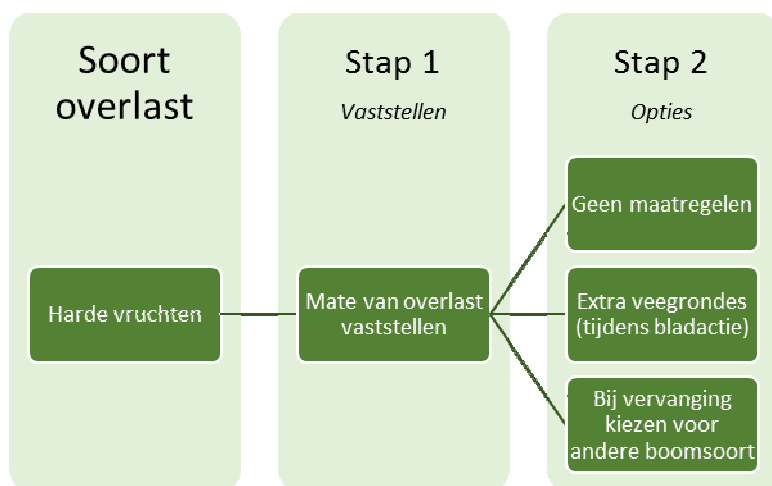 Soort
overlast
Stap 1
Vaststellen
Stap 2
Opties
Harde vruchten
Mate van overlast
vaststellen
Geen maatregelen
Extra veegrondes
(tijdens bladactie)
Bij vervanging
kiezen voor
andere boomsoort